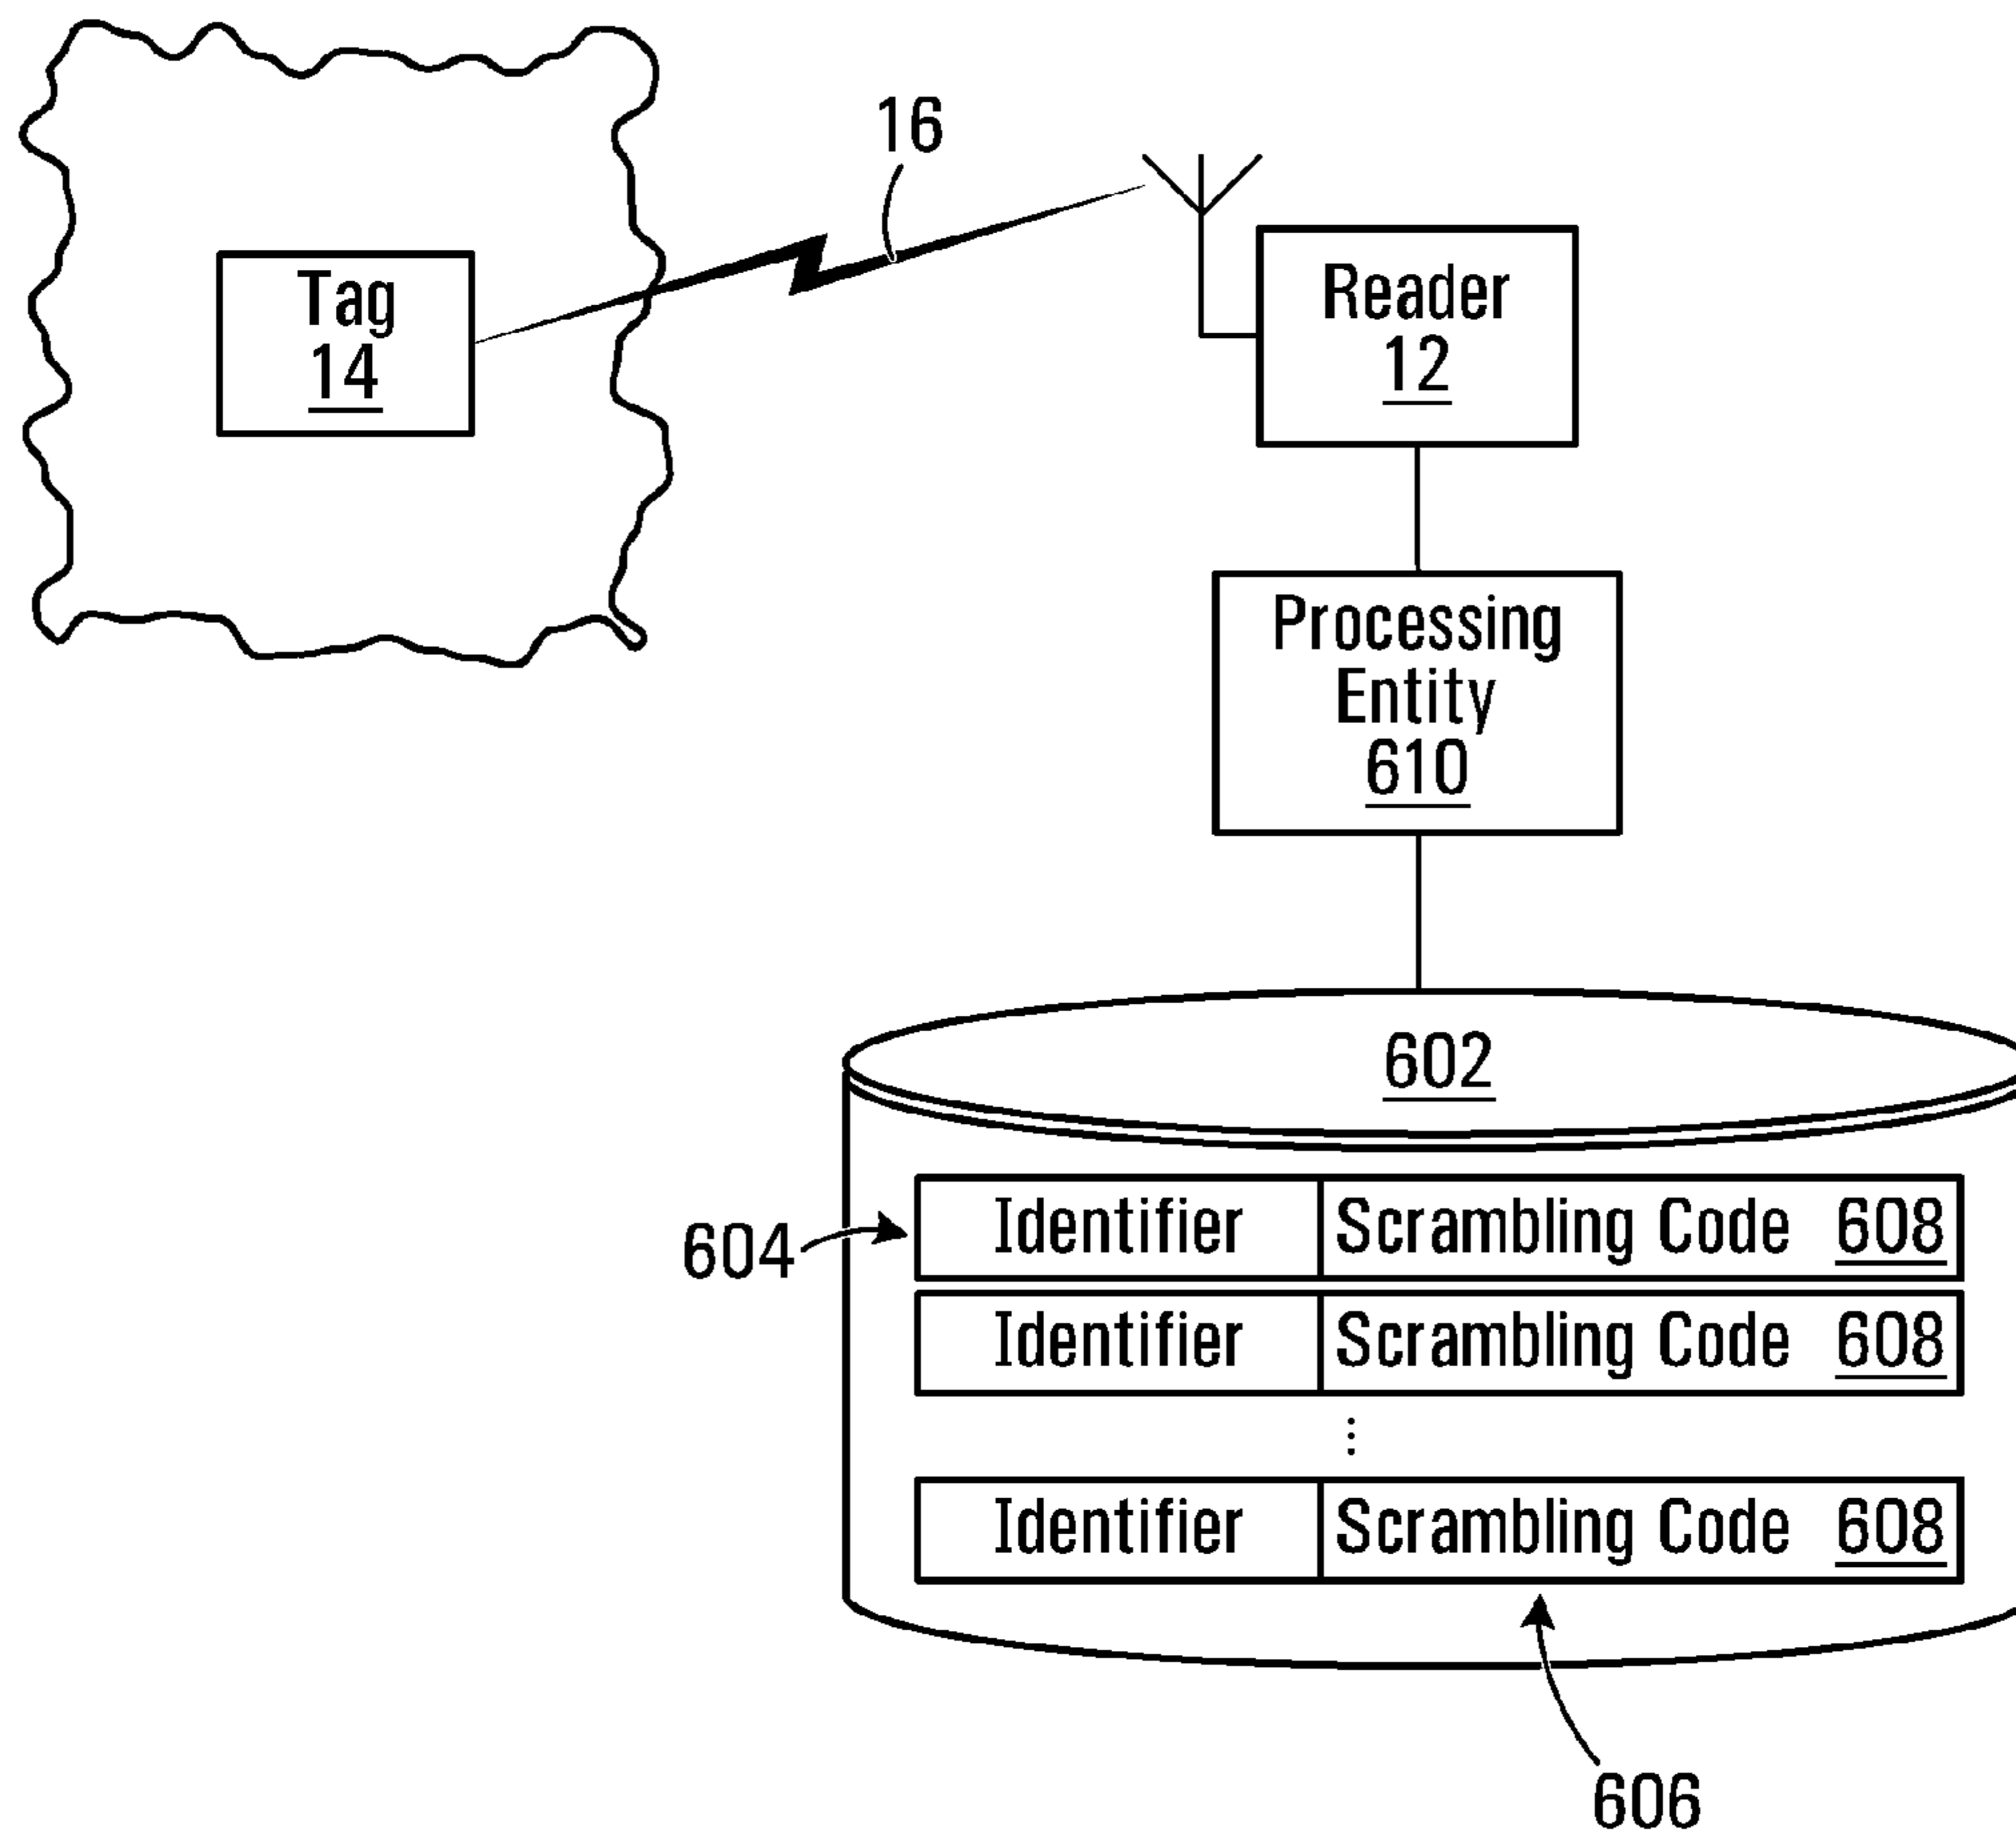 16
Tag
14
Reader
12
Processing
Entity
610
602
604
Identifier Scrambling Code 608
Identifier Scrambling Code 608
⋮
Identifier Scrambling Code 608
606